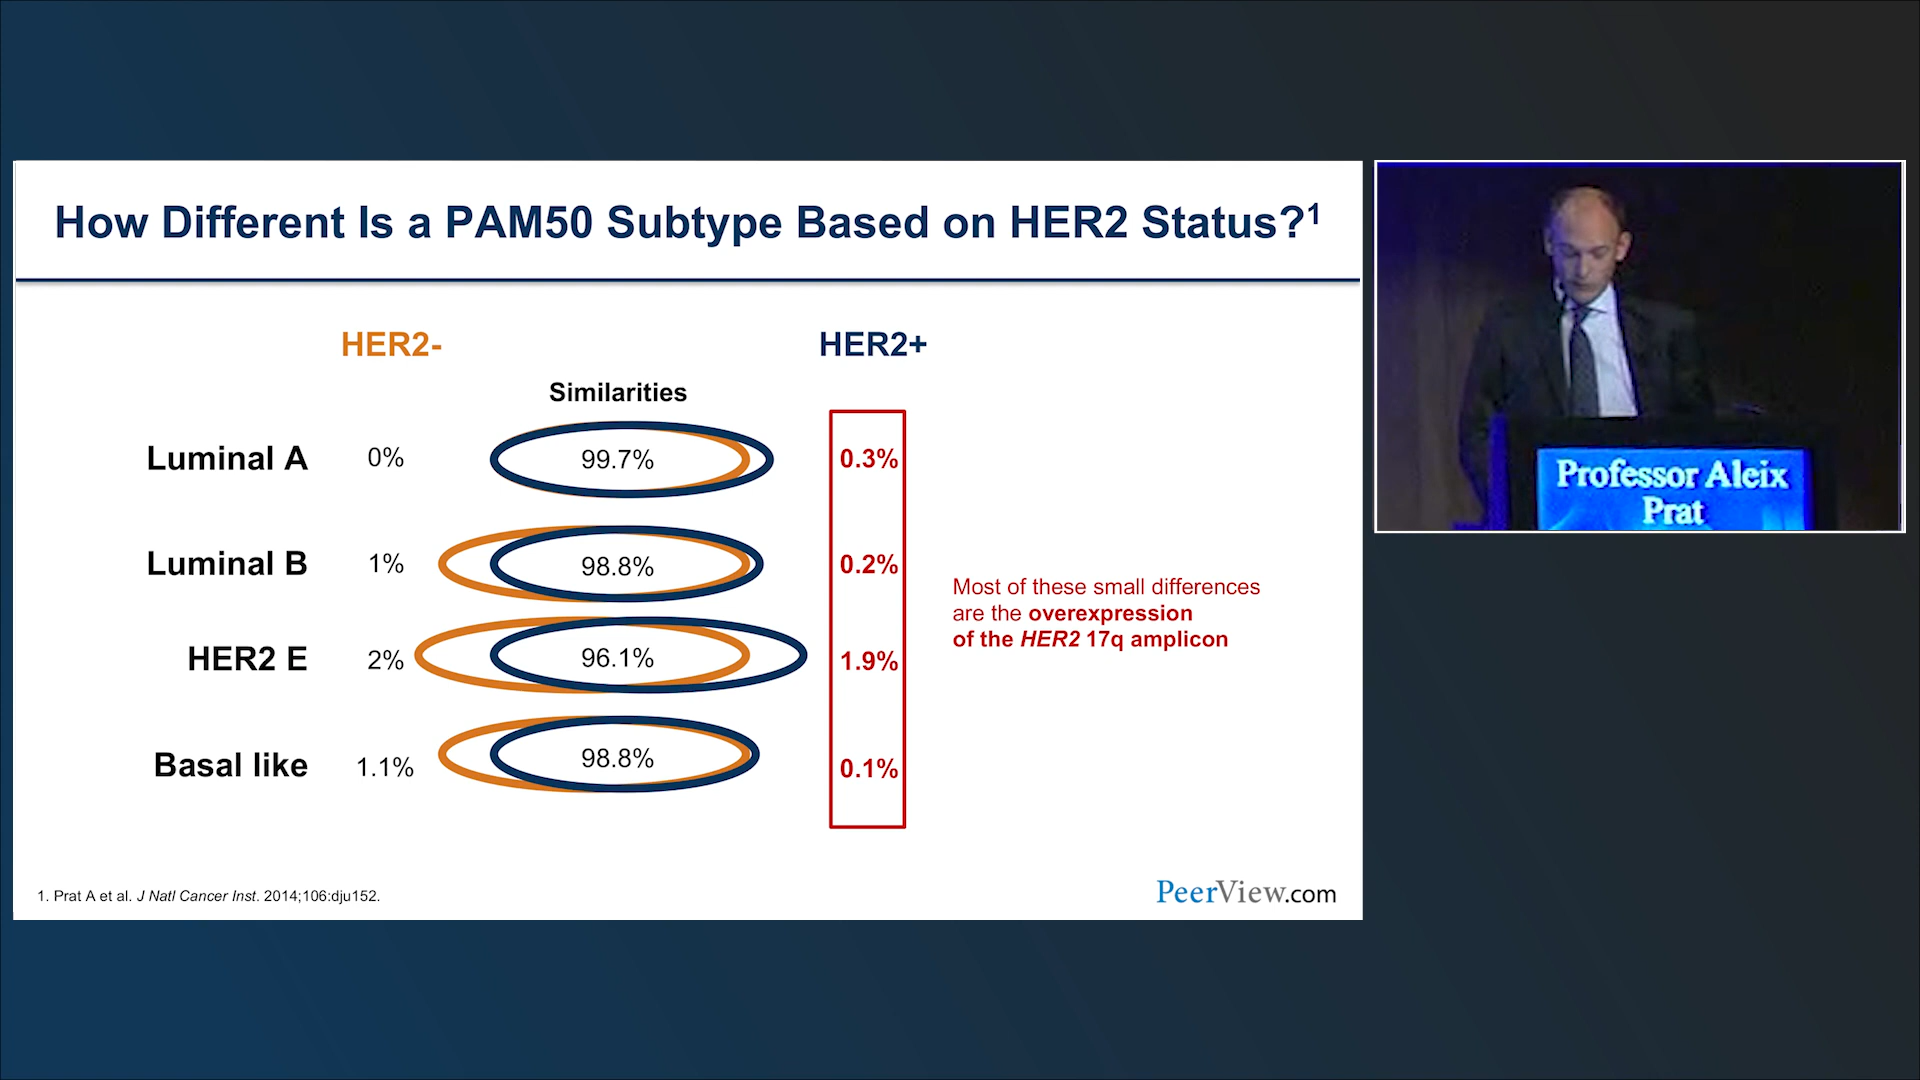 How Different Is a PAM50 Subtype Based on HER2 Status?¹
HER2-
HER2+
Similarities
Luminal A 0% 99.7% 0.3%
Luminal B 1% 98.8% 0.2%
HER2 E 2% 96.1% 1.9%
Basal like 1.1% 98.8% 0.1%
Most of these small differences
are the overexpression
of the HER2 17q amplicon
1. Prat A et al. J Natl Cancer Inst. 2014;106:dju152.
PeerView.com
Professor Aleix
Prat